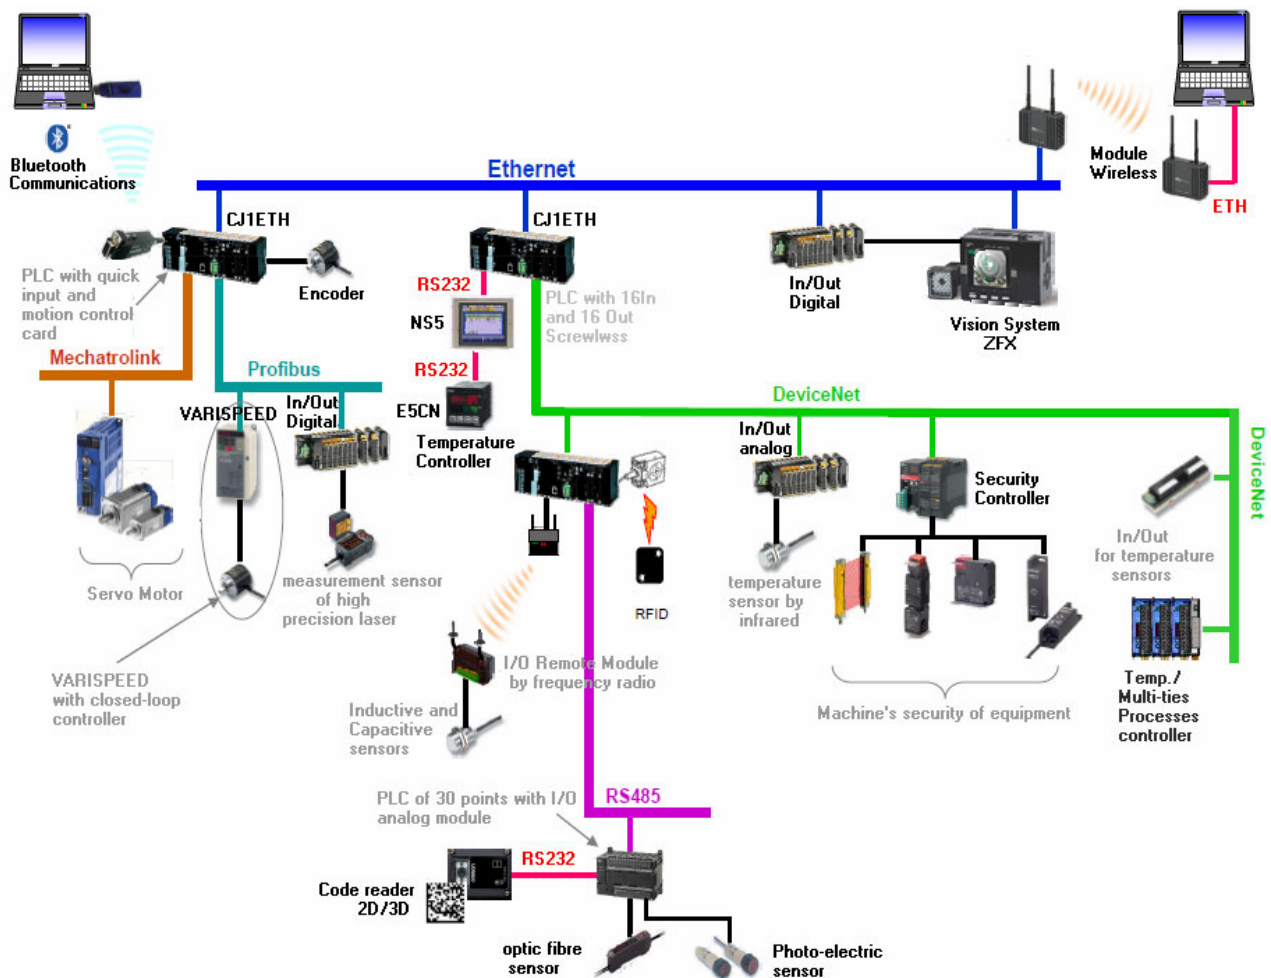 Bluetooth
Communications
Ethernet
Module
Wireless
ETH
CJ1ETH
CJ1ETH
PLC with quick
input and
motion control
card
Encoder
RS232
NS5
RS232
E5CN
Temperature
Controller
PLC with 16In
and 16 Out
Screwlwss
In/Out
Digital
Vision System
ZFX
Mechatrolink
Profibus
VARISPEED
In/Out
Digital
DeviceNet
DeviceNet
In/Out
analog
Security
Controller
In/Out
for temperature
sensors
Servo Motor
measurement sensor
of high
precision laser
RFID
temperature
sensor by
infrared
VARISPEED
with closed-loop
controller
I/O Remote Module
by frequency radio
Inductive and
Capacitive
sensors
Machine's security of equipment
Temp./
Multi-ties
Processes
controller
PLC of 30 points with I/O
analog module
RS485
RS232
Code reader
2D/3D
optic fibre
sensor
Photo-electric
sensor